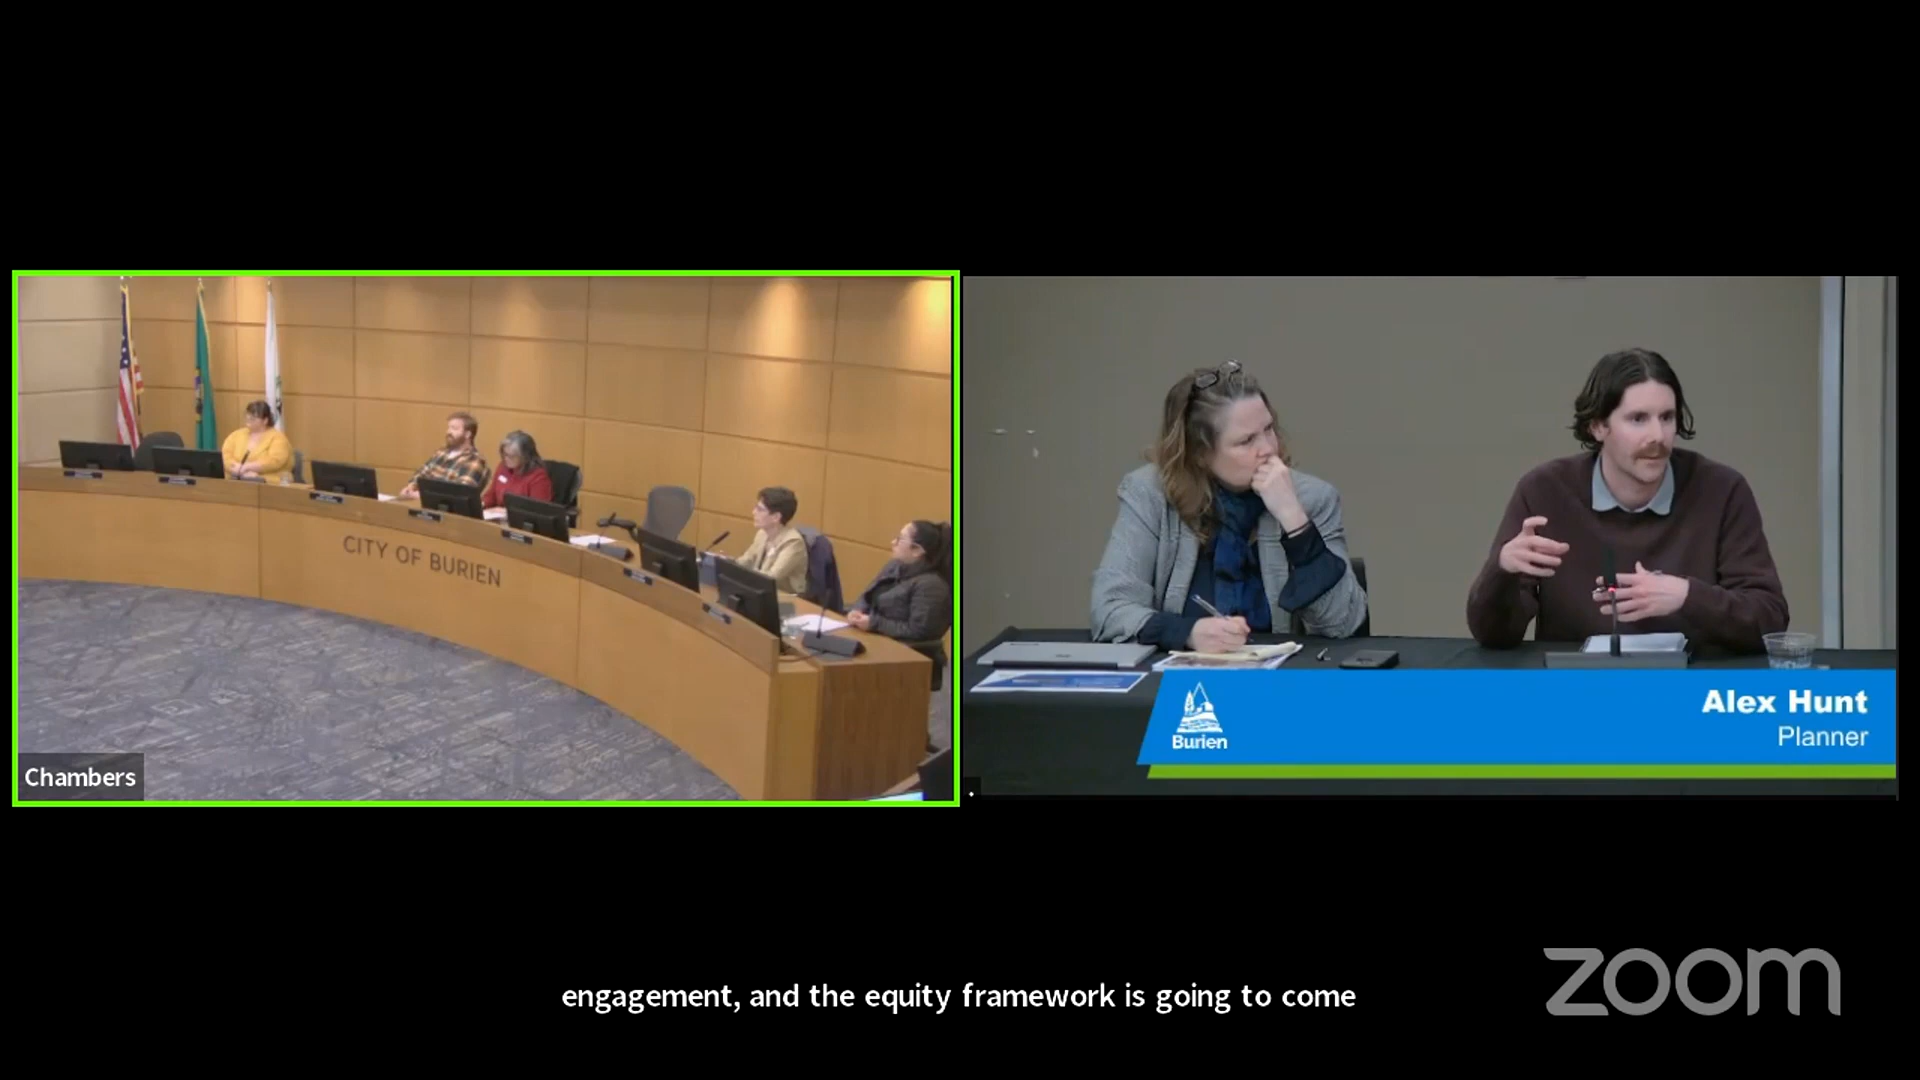 CITY OF BURIEN
Chambers
Burien
Alex Hunt
Planner
engagement, and the equity framework is going to come
zoom